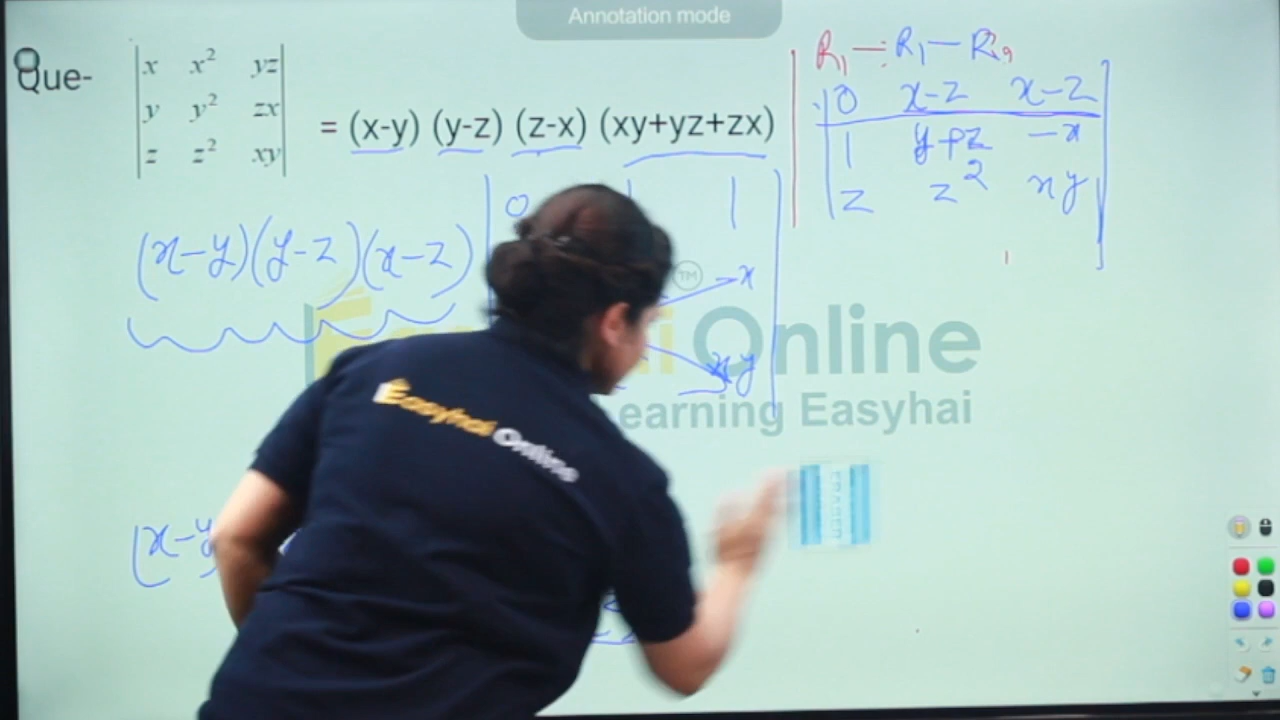 Annotation mode
Que-
x x² yz
y y² zx
z z² xy
= (x-y) (y-z) (z-x) (xy+yz+zx)
R₁ → R₁ - R₂
0 x-z x-z
1 y+z -x
z z² xy
(x-y)(y-z)(x-z)
0 1 1
x
xy
TM
Online
Learning Easyhai
Easyhai Online
(x-y